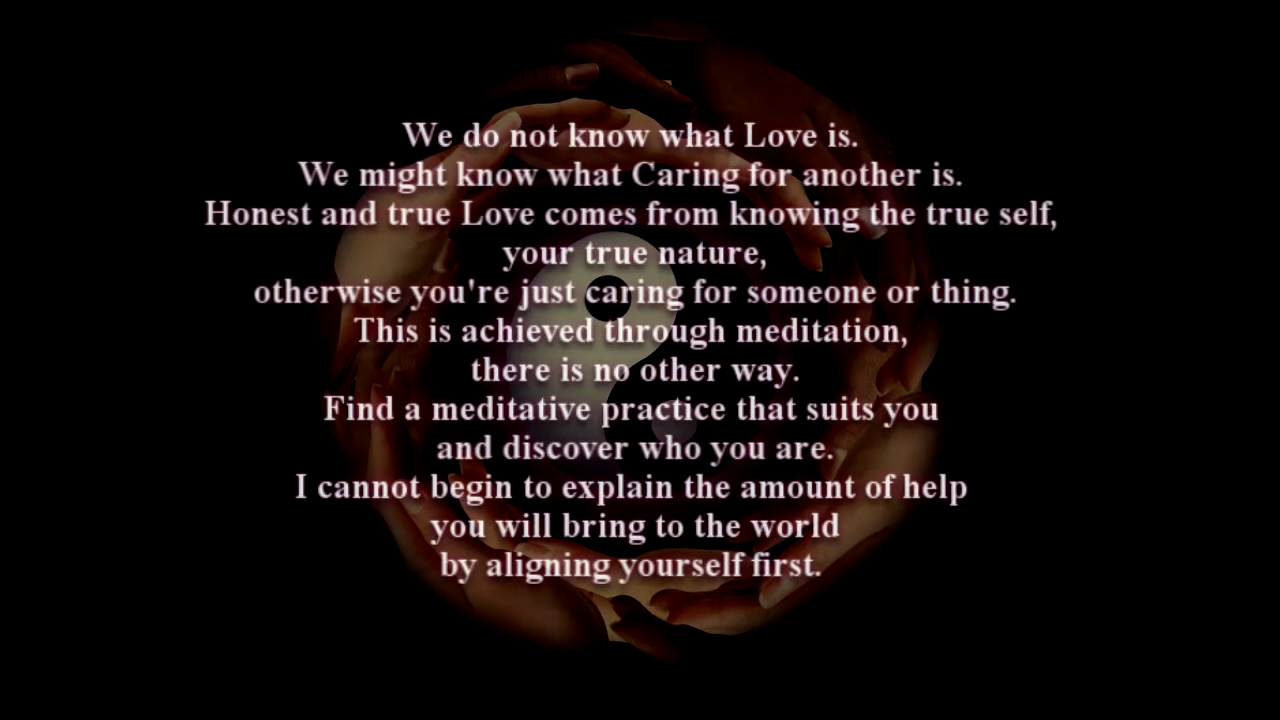 We do not know what Love is.
We might know what Caring for another is.
Honest and true Love comes from knowing the true self,
your true nature,
otherwise you're just caring for someone or thing.
This is achieved through meditation,
there is no other way.
Find a meditative practice that suits you
and discover who you are.
I cannot begin to explain the amount of help
you will bring to the world
by aligning yourself first.